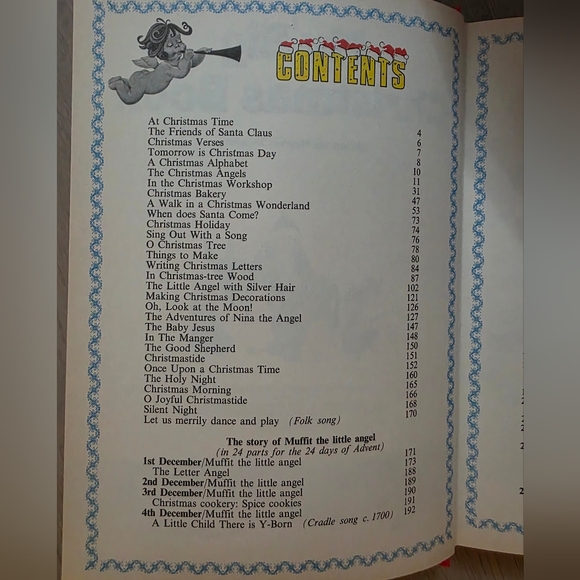 CONTENTS
At Christmas Time 4
The Friends of Santa Claus 6
Christmas Verses 7
Tomorrow is Christmas Day 8
A Christmas Alphabet 10
The Christmas Angels 11
In the Christmas Workshop 31
Christmas Bakery 47
A Walk in a Christmas Wonderland 53
When does Santa Come? 73
Christmas Holiday 74
Sing Out With a Song 76
O Christmas Tree 78
Things to Make 80
Writing Christmas Letters 84
In Christmas-tree Wood 87
The Little Angel with Silver Hair 102
Making Christmas Decorations 121
Oh, Look at the Moon! 126
The Adventures of Nina the Angel 127
The Baby Jesus 147
In The Manger 148
The Good Shepherd 150
Christmastide 151
Once Upon a Christmas Time 152
The Holy Night 160
Christmas Morning 165
O Joyful Christmastide 166
Silent Night 168
Let us merrily dance and play (Folk song) 170
The story of Muffit the little angel
(in 24 parts for the 24 days of Advent)
1st December/Muffit the little angel 171
The Letter Angel 173
2nd December/Muffit the little angel 188
3rd December/Muffit the little angel 189
Christmas cookery: Spice cookies 190
4th December/Muffit the little angel 191
A Little Child There is Y-Born (Cradle song c. 1700) 192